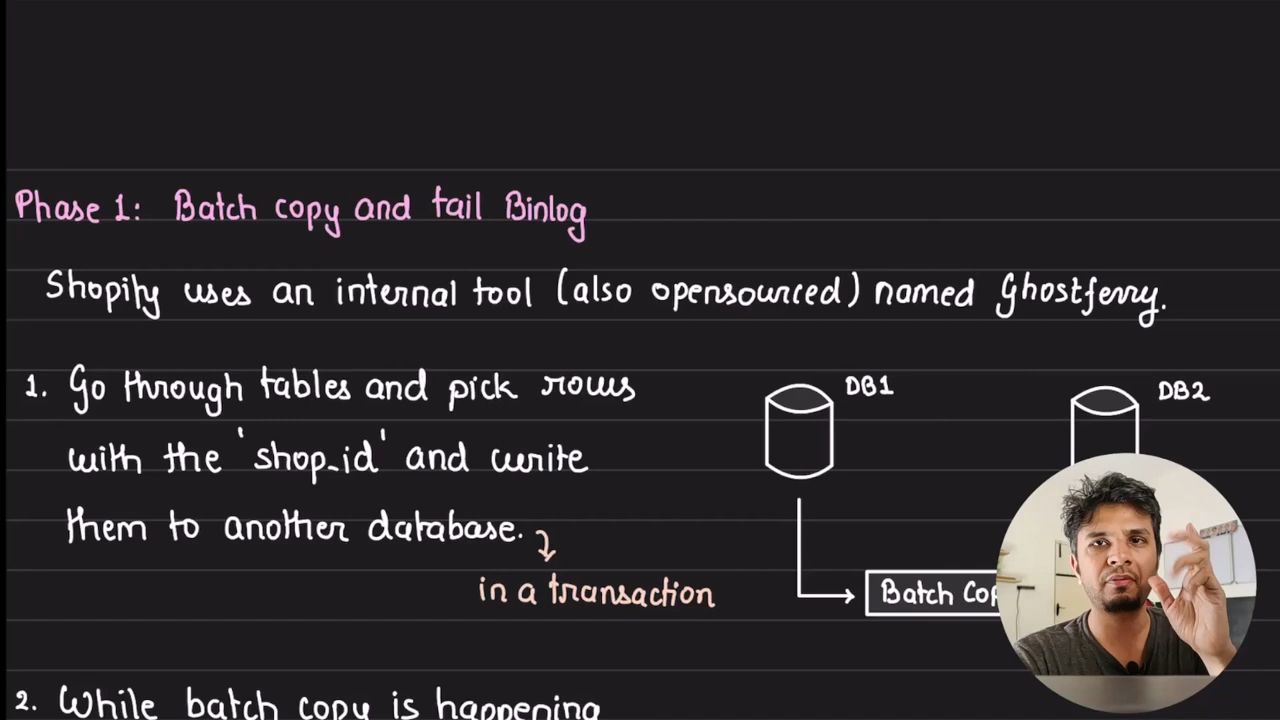 Phase 1: Batch copy and tail Binlog
Shopify uses an internal tool (also opensourced) named Ghostferry.
1. Go through tables and pick rows
with the 'shop_id' and write
them to another database.
in a transaction
DB1
DB2
Batch Cop
2. While batch copy is happening